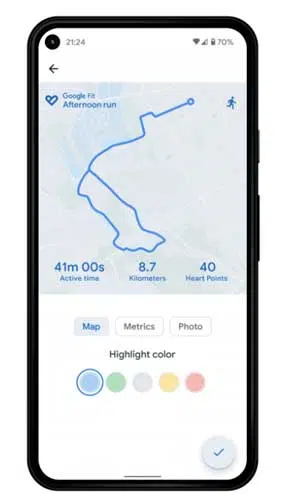 21:24
70%
Google Fit
Afternoon run
41m 00s
8.7
40
Active time
Kilometers
Heart Points
Map
Metrics
Photo
Highlight color